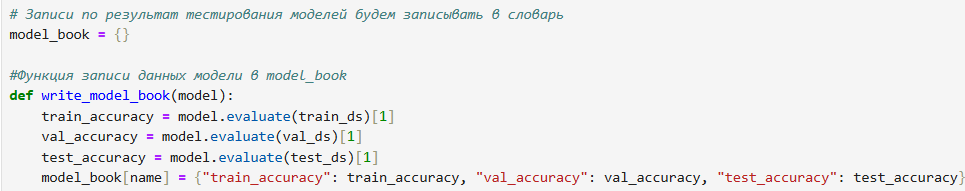 # Записи по результат тестирования моделей будем записывать в словарь
model_book = {}
#Функция записи данных модели в model_book
def write_model_book(model):
    train_accuracy = model.evaluate(train_ds)[1]
    val_accuracy = model.evaluate(val_ds)[1]
    test_accuracy = model.evaluate(test_ds)[1]
    model_book[name] = {"train_accuracy": train_accuracy, "val_accuracy": val_accuracy, "test_accuracy": test_accuracy}